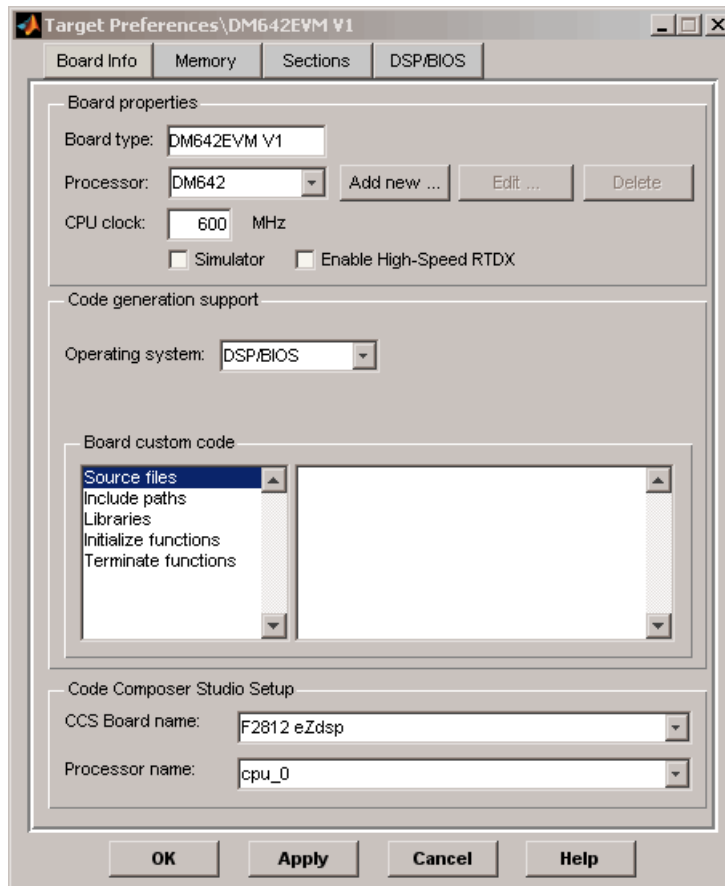 Target Preferences\DM642EVM V1
Board Info Memory Sections DSP/BIOS
Board properties
Board type: DM642EVM V1
Processor: DM642 Add new ... Edit ... Delete
CPU clock: 600 MHz
Simulator Enable High-Speed RTDX
Code generation support
Operating system: DSP/BIOS
Board custom code
Source files
Include paths
Libraries
Initialize functions
Terminate functions
Code Composer Studio Setup
CCS Board name: F2812 eZdsp
Processor name: cpu_0
OK Apply Cancel Help